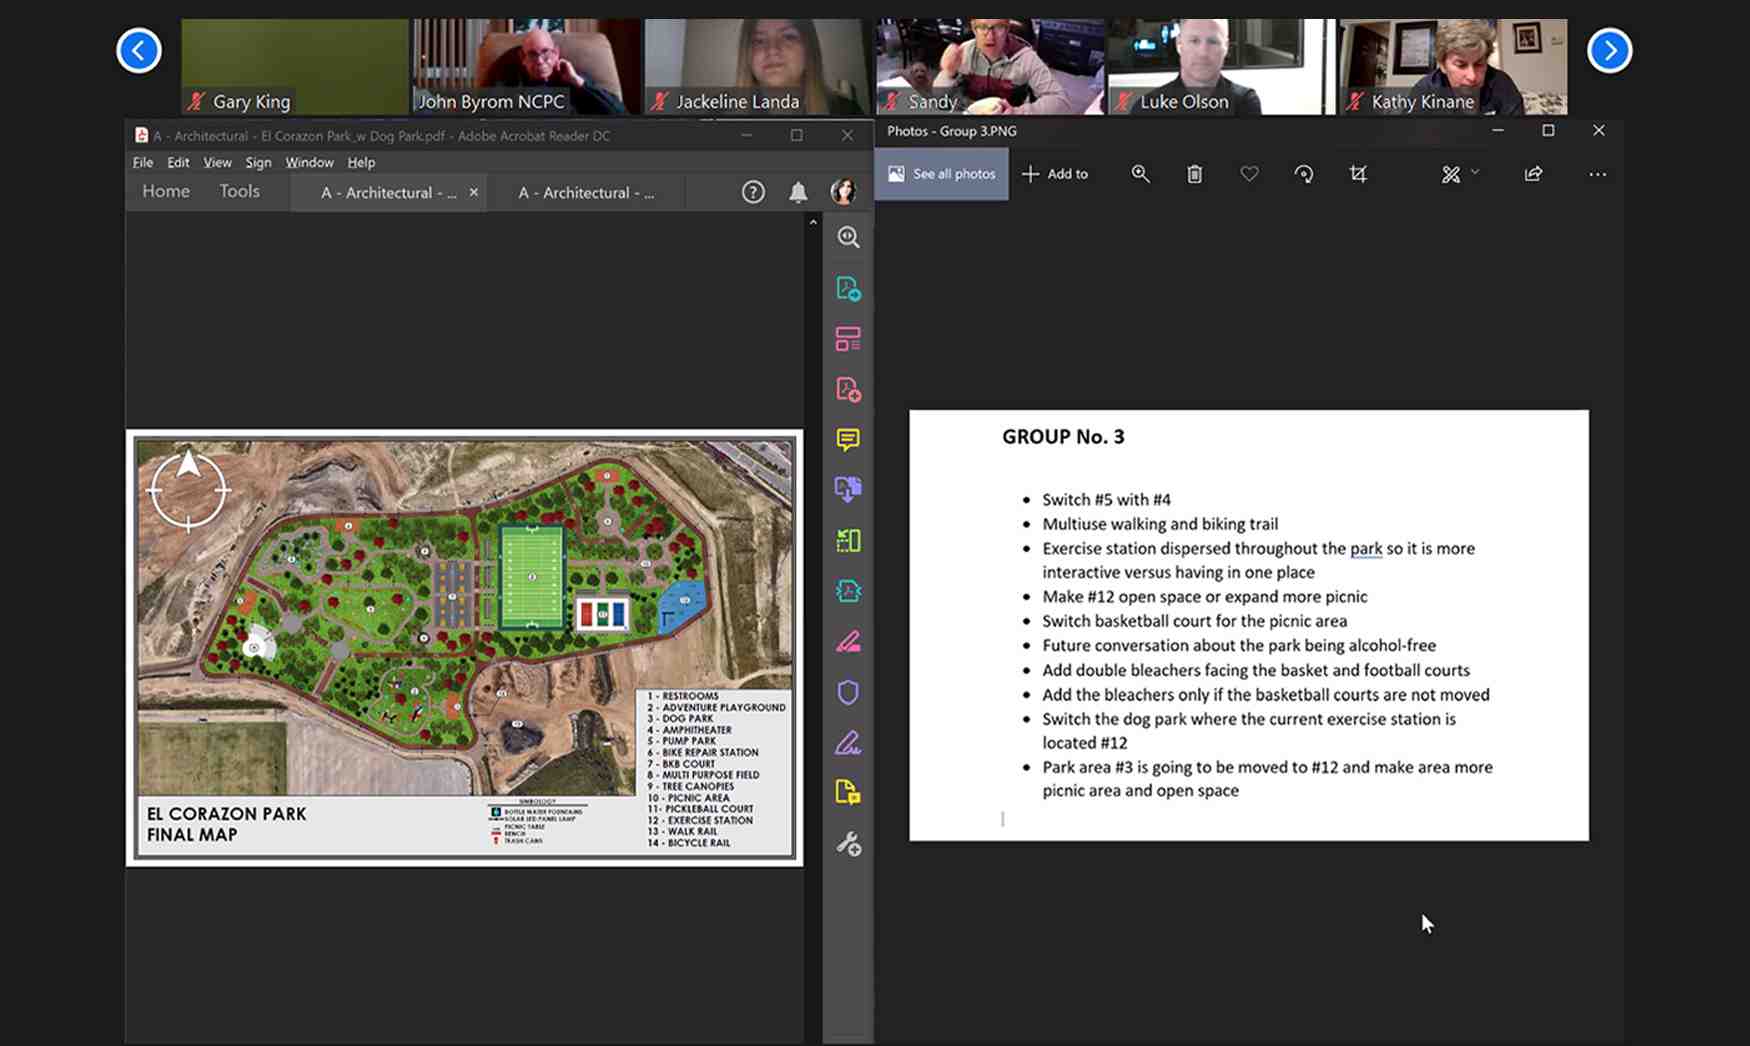 Gary King
John Byrom NCPC
Jackeline Landa
Sandy
Luke Olson
Kathy Kinane
A - Architectural - El Corazon Park_w Dog Park.pdf - Adobe Acrobat Reader DC
File Edit View Sign Window Help
Home Tools A - Architectural - ... × A - Architectural - ...
EL CORAZON PARK
FINAL MAP
SIMBOLOGY
BOTTLE WATER FOUNTAINS
SOLAR LED PANEL LAMP
PICNIC TABLE
BENCH
TRASH CANS
1 - RESTROOMS
2 - ADVENTURE PLAYGROUND
3 - DOG PARK
4 - AMPHITHEATER
5 - PUMP PARK
6 - BIKE REPAIR STATION
7 - BKB COURT
8 - MULTI PURPOSE FIELD
9 - TREE CANOPIES
10 - PICNIC AREA
11- PICKLEBALL COURT
12 - EXERCISE STATION
13 - WALK RAIL
14 - BICYCLE RAIL
Photos - Group 3.PNG
See all photos Add to
GROUP No. 3
• Switch #5 with #4
• Multiuse walking and biking trail
• Exercise station dispersed throughout the park so it is more
interactive versus having in one place
• Make #12 open space or expand more picnic
• Switch basketball court for the picnic area
• Future conversation about the park being alcohol-free
• Add double bleachers facing the basket and football courts
• Add the bleachers only if the basketball courts are not moved
• Switch the dog park where the current exercise station is
located #12
• Park area #3 is going to be moved to #12 and make area more
picnic area and open space